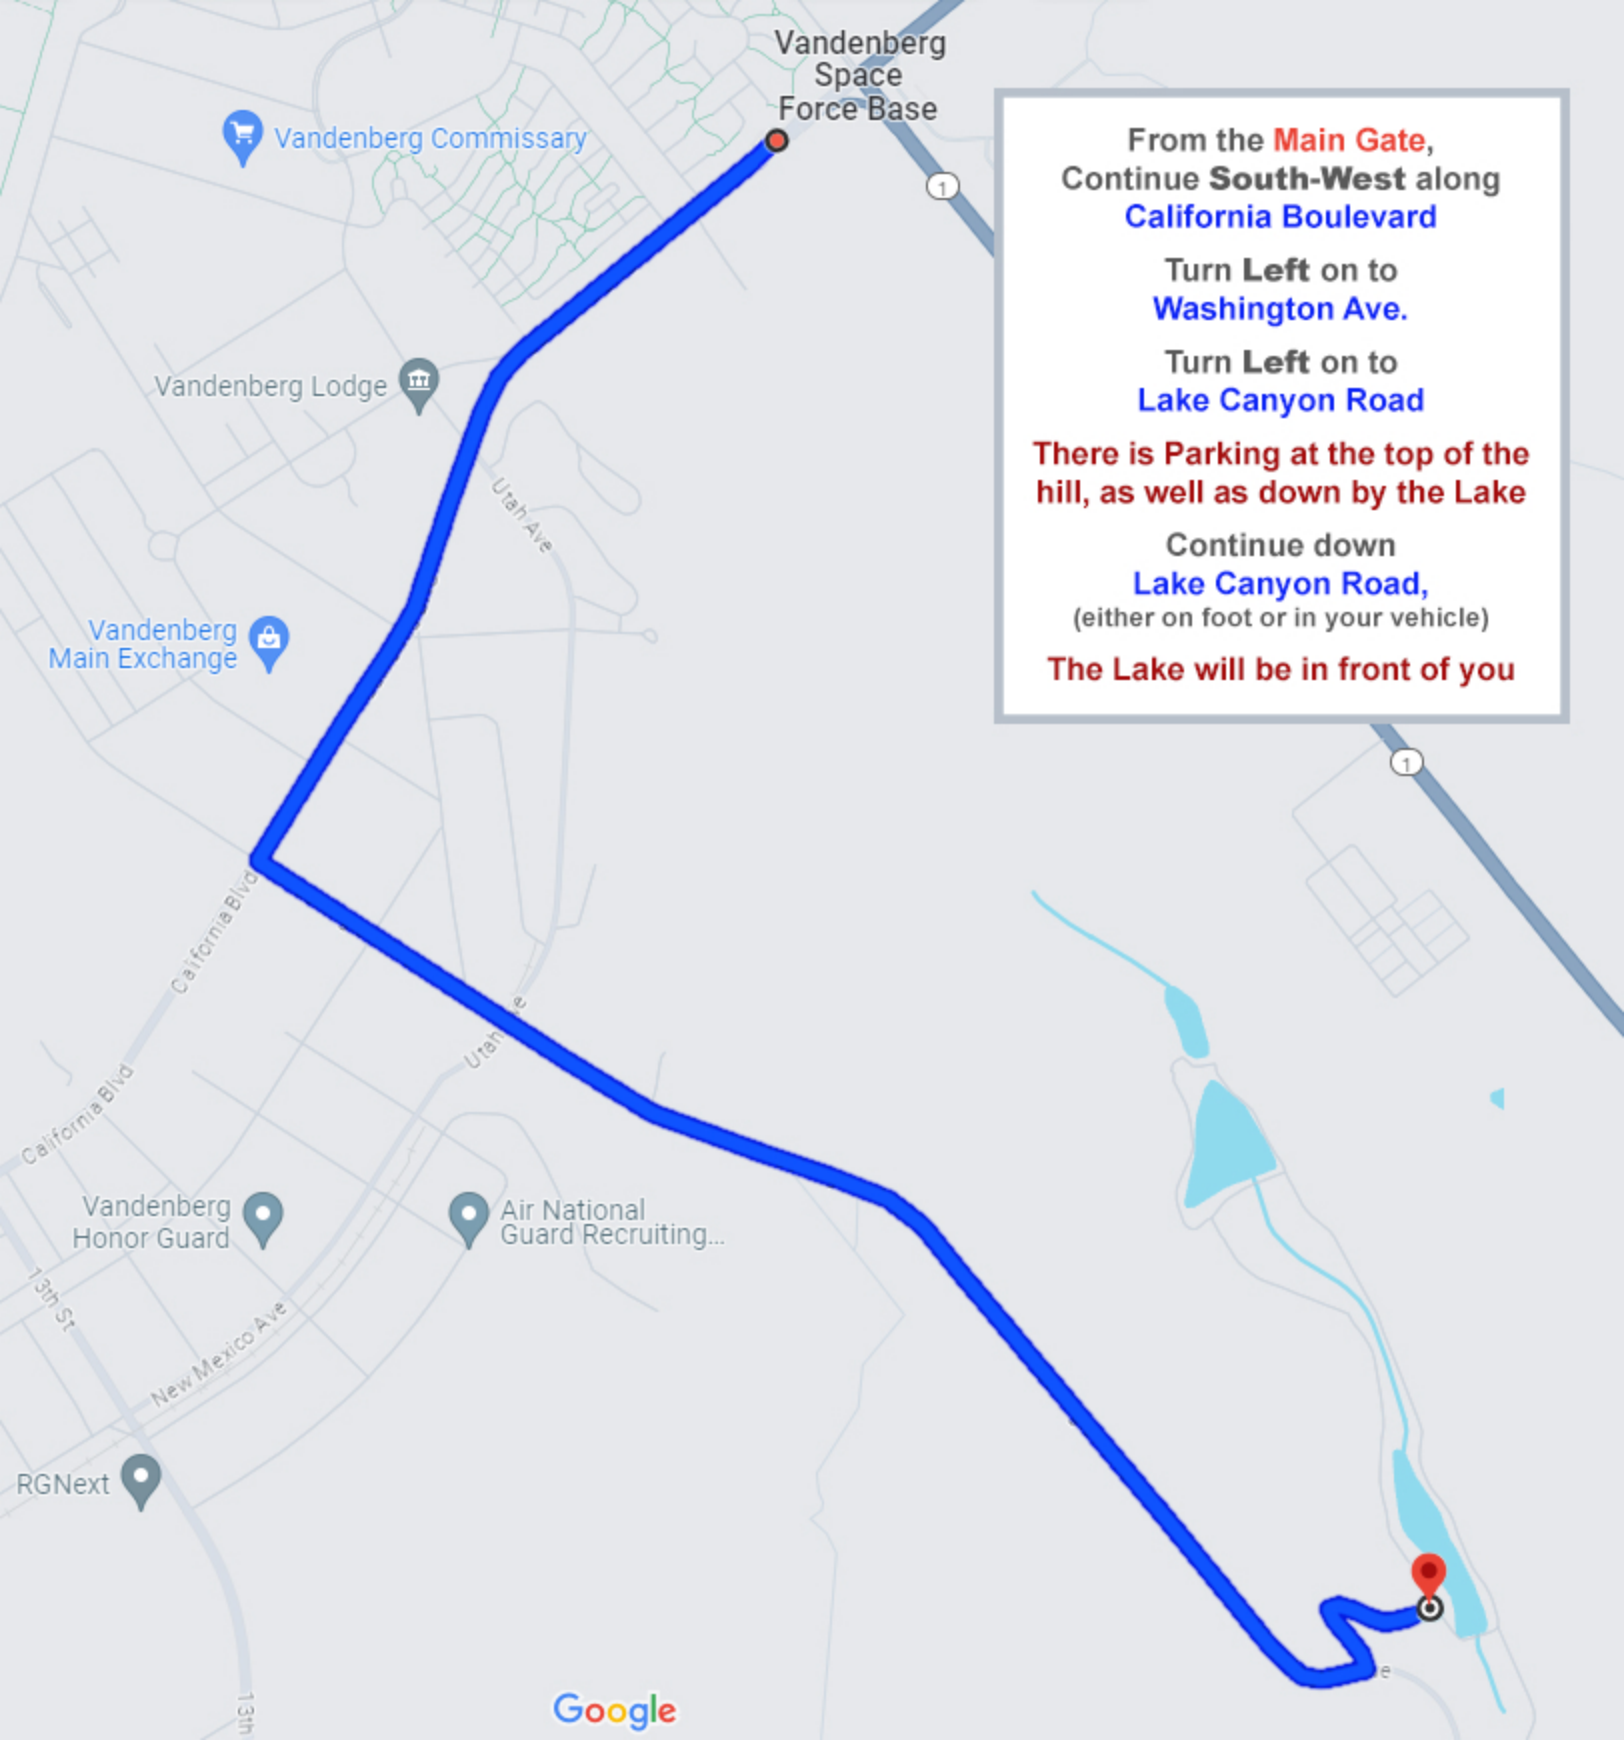 Vandenberg
Space
Force Base
Vandenberg Commissary
1
From the Main Gate,
Continue South-West along
California Boulevard
Turn Left on to
Washington Ave.
Turn Left on to
Lake Canyon Road
There is Parking at the top of the
hill, as well as down by the Lake
Continue down
Lake Canyon Road,
(either on foot or in your vehicle)
The Lake will be in front of you
Vandenberg Lodge
Utah Ave
Vandenberg
Main Exchange
1
California Blvd
Utah
e
California Blvd
Vandenberg
Honor Guard
Air National
Guard Recruiting...
13th St
New Mexico Ave
RGNext
e
13th
Google